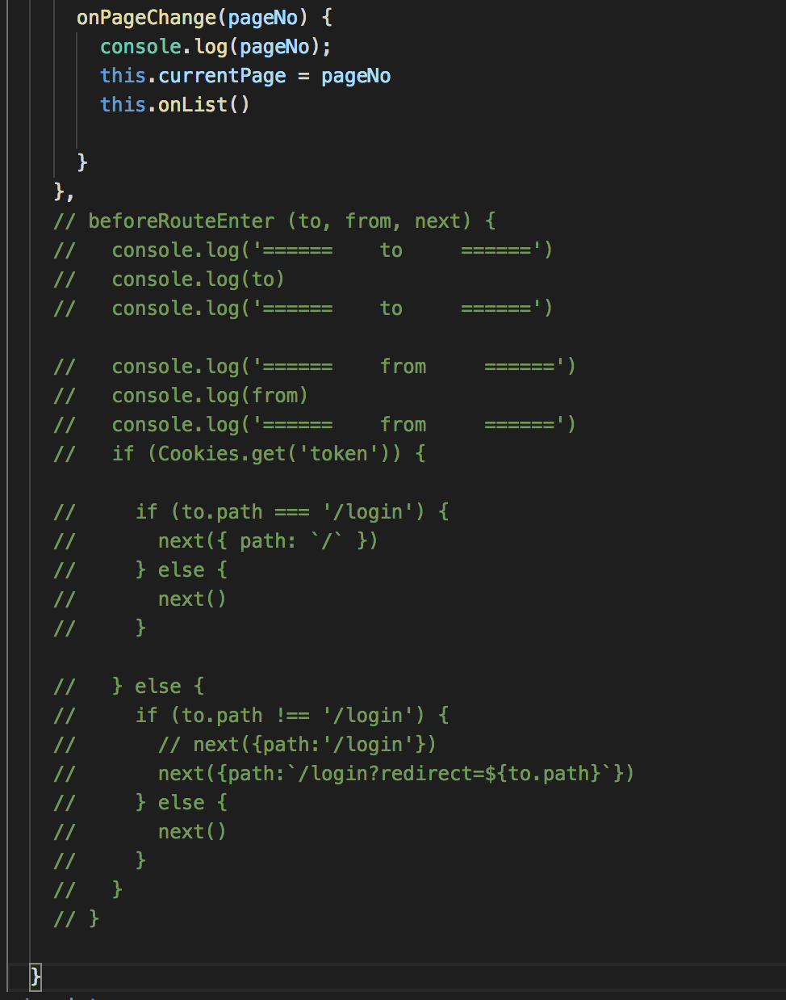 onPageChange(pageNo) {
console.log(pageNo);
this.currentPage = pageNo
this.onList()
}
},
// beforeRouteEnter (to, from, next) {
//   console.log('======    to     ======')
//   console.log(to)
//   console.log('======    to     ======')
//   console.log('======    from     ======')
//   console.log(from)
//   console.log('======    from     ======')
//   if (Cookies.get('token')) {
//     if (to.path === '/login') {
//       next({ path: `/` })
//     } else {
//       next()
//     }
//   } else {
//     if (to.path !== '/login') {
//       // next({path:'/login'})
//       next({path:`/login?redirect=${to.path}`})
//     } else {
//       next()
//     }
//   }
// }
}